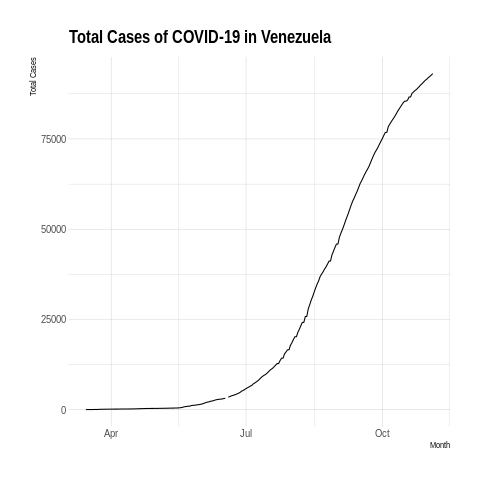 Total Cases of COVID-19 in Venezuela
Total Cases
75000
50000
25000
0
Apr Jul Oct
Month